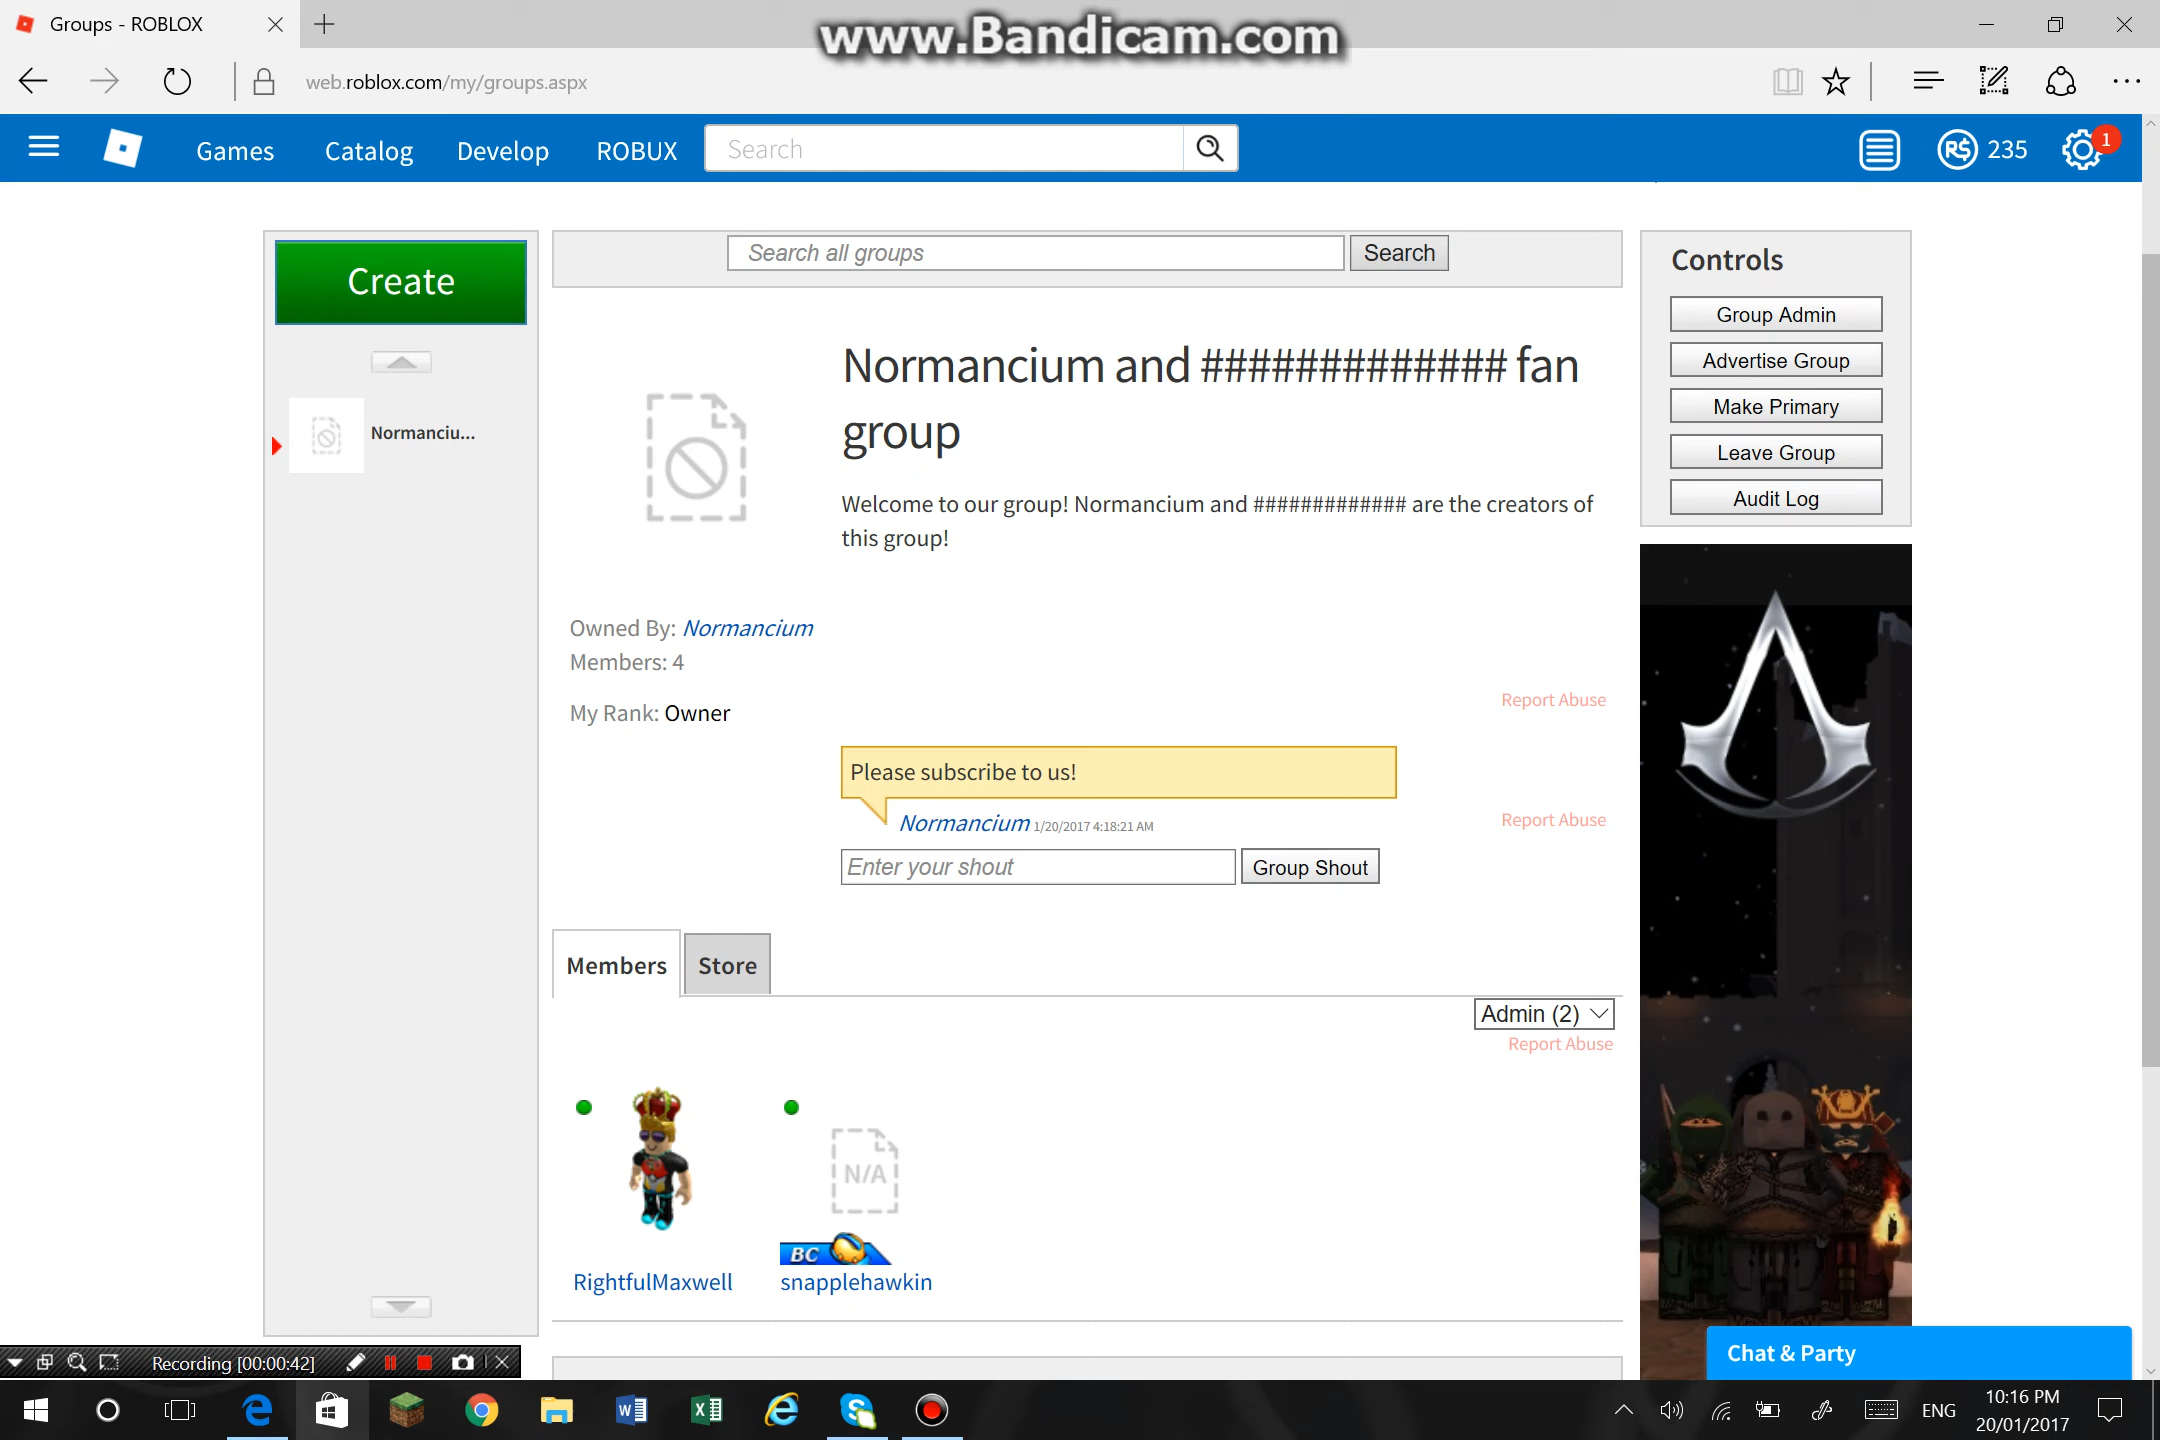 Groups - ROBLOX
www.Bandicam.com
web.roblox.com/my/groups.aspx
Games Catalog Develop ROBUX Search R$ 235 1
Create
Normanciu...
Search all groups Search
Normancium and ############# fan
group
Welcome to our group! Normancium and ############# are the creators of
this group!
Owned By: Normancium
Members: 4
My Rank: Owner
Report Abuse
Please subscribe to us!
Normancium 1/20/2017 4:18:21 AM
Report Abuse
Enter your shout Group Shout
Members Store
Admin (2)
Report Abuse
N/A
BC
RightfulMaxwell snapplehawkin
Controls
Group Admin
Advertise Group
Make Primary
Leave Group
Audit Log
Chat & Party
Recording [00:00:42]
ENG
10:16 PM
20/01/2017